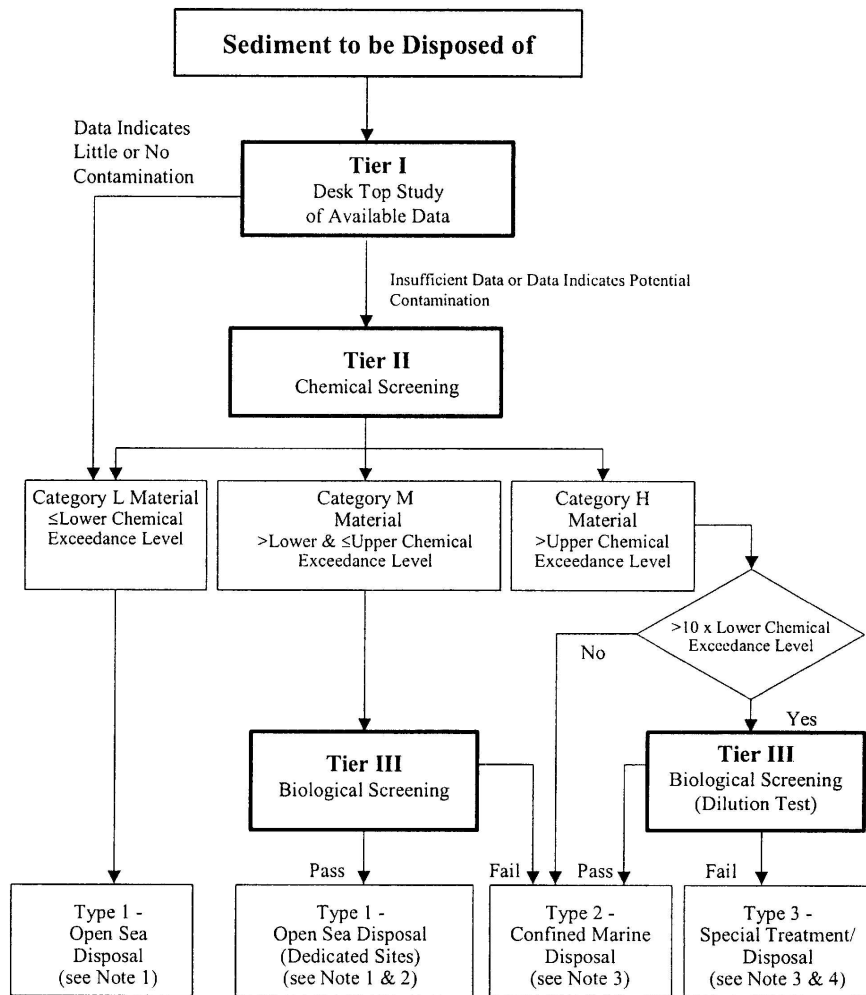 Sediment to be Disposed of
Data Indicates
Little or No
Contamination
Tier I
Desk Top Study
of Available Data
Insufficient Data or Data Indicates Potential
Contamination
Tier II
Chemical Screening
Category L Material
≤Lower Chemical
Exceedance Level
Category M
Material
>Lower & ≤Upper Chemical
Exceedance Level
Category H
Material
>Upper Chemical
Exceedance Level
>10 x Lower Chemical
Exceedance Level
No
Yes
Tier III
Biological Screening
Tier III
Biological Screening
(Dilution Test)
Pass
Fail
Pass
Fail
Type 1 -
Open Sea
Disposal
(see Note 1)
Type 1 -
Open Sea Disposal
(Dedicated Sites)
(see Note 1 & 2)
Type 2 -
Confined Marine
Disposal
(see Note 3)
Type 3 -
Special Treatment/
Disposal
(see Note 3 & 4)